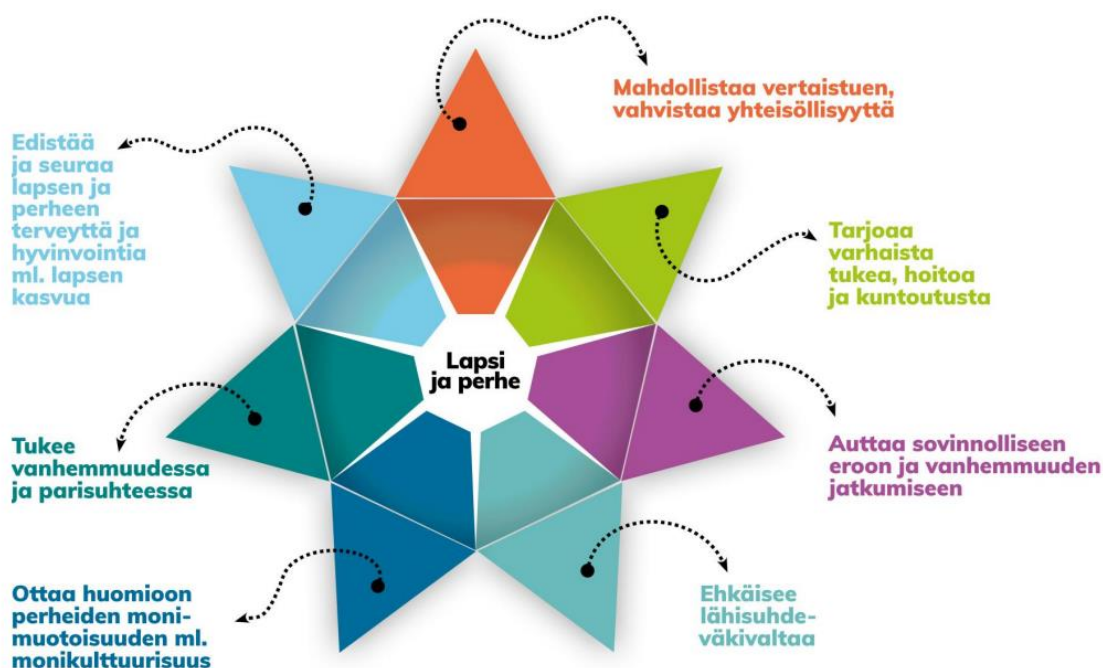 Mahdollistaa vertaistuen,
vahvistaa yhteisöllisyyttä
Edistää
ja seuraa
lapsen ja
perheen
terveyttä ja
hyvinvointia
ml. lapsen
kasvua
Tarjoaa
varhaista
tukea, hoitoa
ja kuntoutusta
Lapsi
ja perhe
Tukee
vanhemmuudessa
ja parisuhteessa
Auttaa sovinnolliseen
eroon ja vanhemmuuden
jatkumiseen
Ottaa huomioon
perheiden moni-
muotoisuuden ml.
monikulttuurisuus
Ehkäisee
lähisuhde-
väkivaltaa